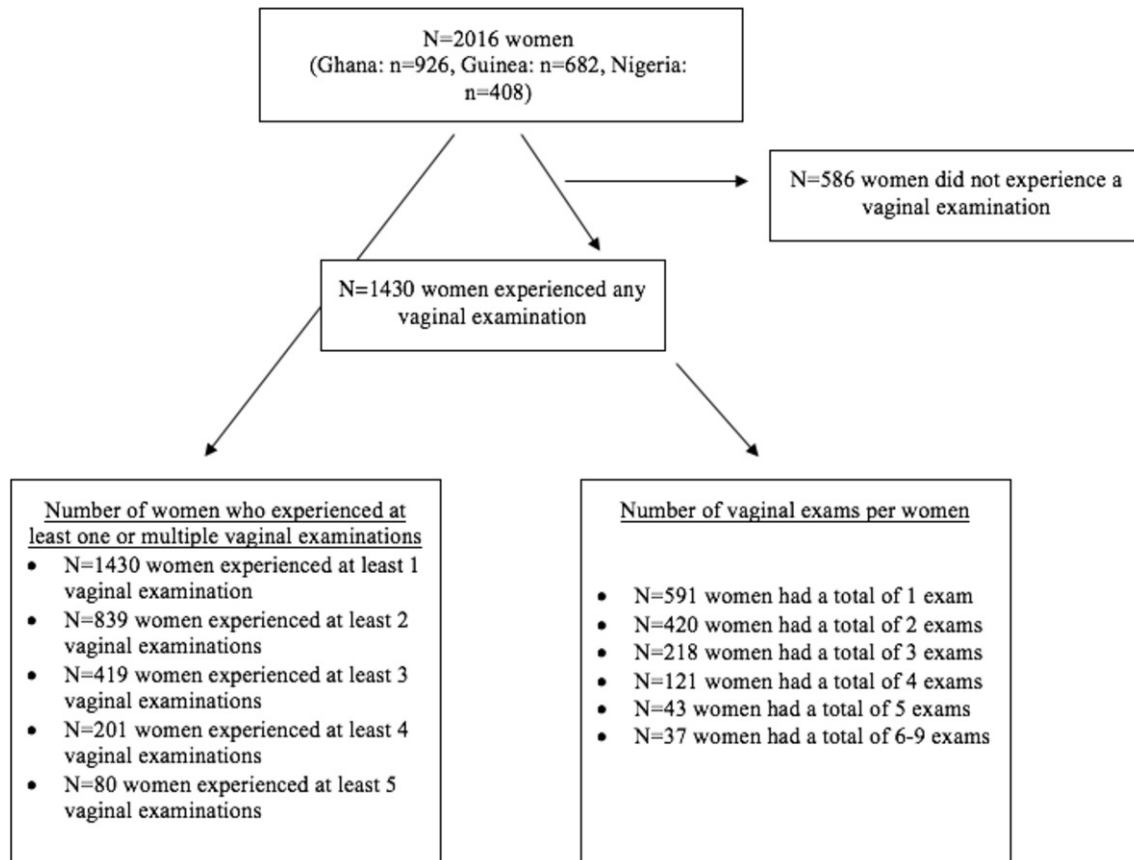 N=2016 women
(Ghana: n=926, Guinea: n=682, Nigeria:
n=408)
N=586 women did not experience a
vaginal examination
N=1430 women experienced any
vaginal examination
Number of women who experienced at
least one or multiple vaginal examinations
• N=1430 women experienced at least 1
vaginal examination
• N=839 women experienced at least 2
vaginal examinations
• N=419 women experienced at least 3
vaginal examinations
• N=201 women experienced at least 4
vaginal examinations
• N=80 women experienced at least 5
vaginal examinations
Number of vaginal exams per women
• N=591 women had a total of 1 exam
• N=420 women had a total of 2 exams
• N=218 women had a total of 3 exams
• N=121 women had a total of 4 exams
• N=43 women had a total of 5 exams
• N=37 women had a total of 6-9 exams